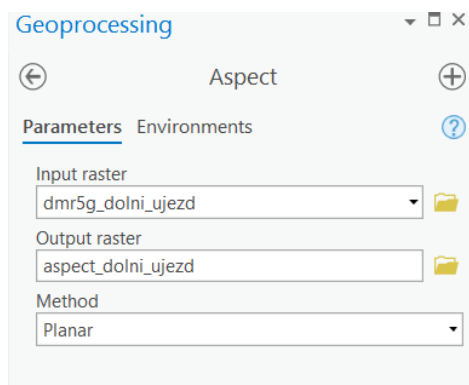 Geoprocessing
Aspect
Parameters Environments
Input raster
dmr5g_dolni_ujezd
Output raster
aspect_dolni_ujezd
Method
Planar